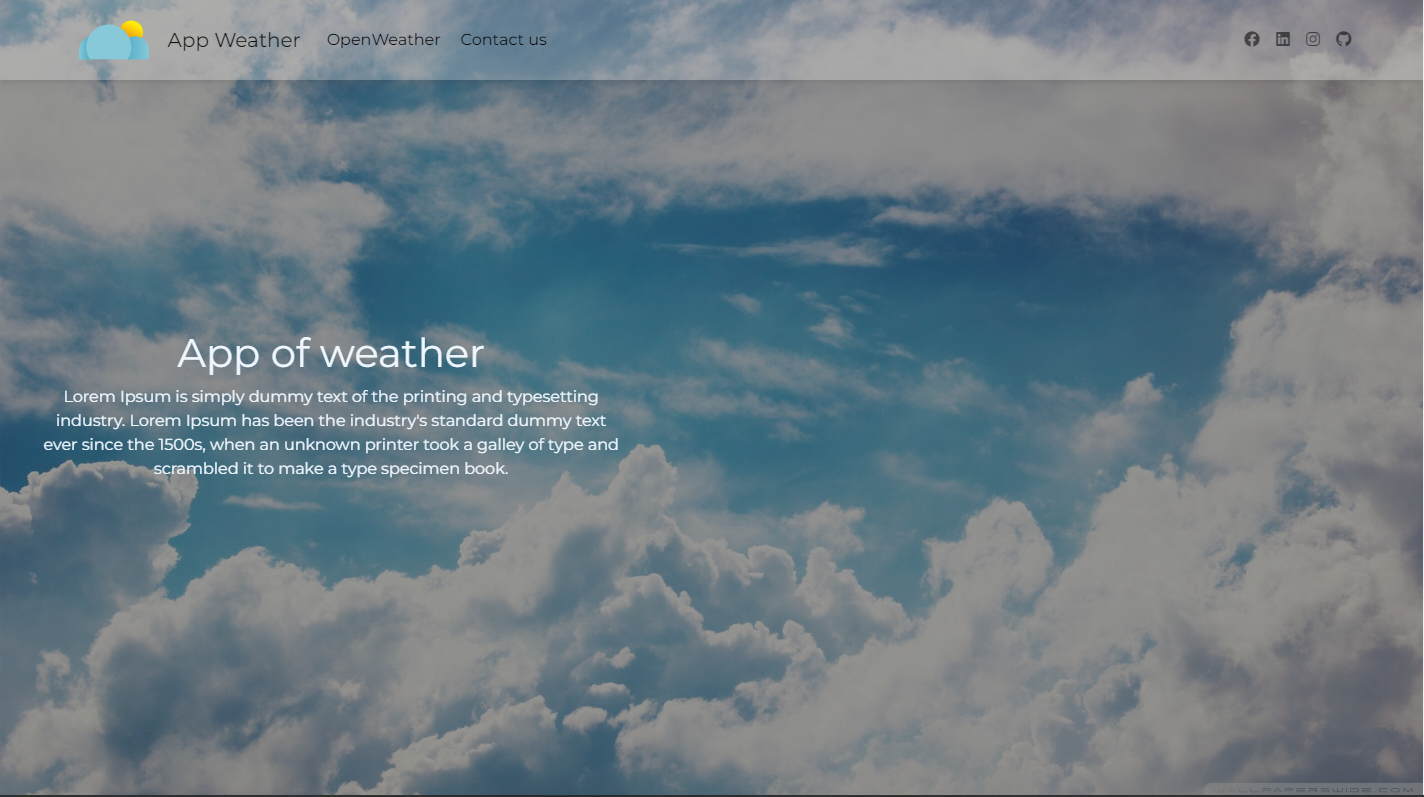 App Weather OpenWeather Contact us
App of weather
Lorem Ipsum is simply dummy text of the printing and typesetting
industry. Lorem Ipsum has been the industry's standard dummy text
ever since the 1500s, when an unknown printer took a galley of type and
scrambled it to make a type specimen book.
WALLPAPERSWIDE.COM